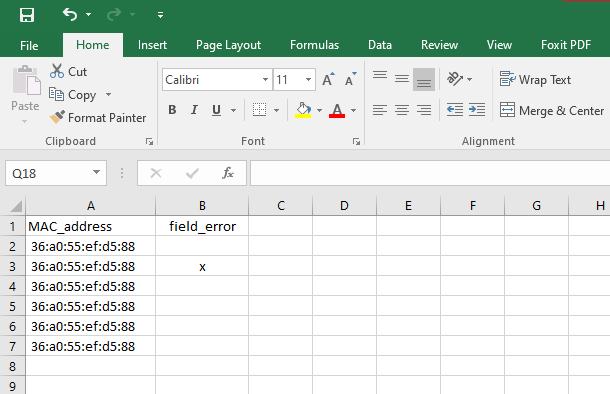 File Home Insert Page Layout Formulas Data Review View Foxit PDF
Paste
Cut
Copy
Format Painter
Clipboard
Calibri 11 A A
B I U A
Font
ab
Wrap Text
Merge & Center
Alignment
Q18 fx
A B C D E F G H
1 MAC_address field_error
2 36:a0:55:ef:d5:88
3 36:a0:55:ef:d5:88 x
4 36:a0:55:ef:d5:88
5 36:a0:55:ef:d5:88
6 36:a0:55:ef:d5:88
7 36:a0:55:ef:d5:88
8
9